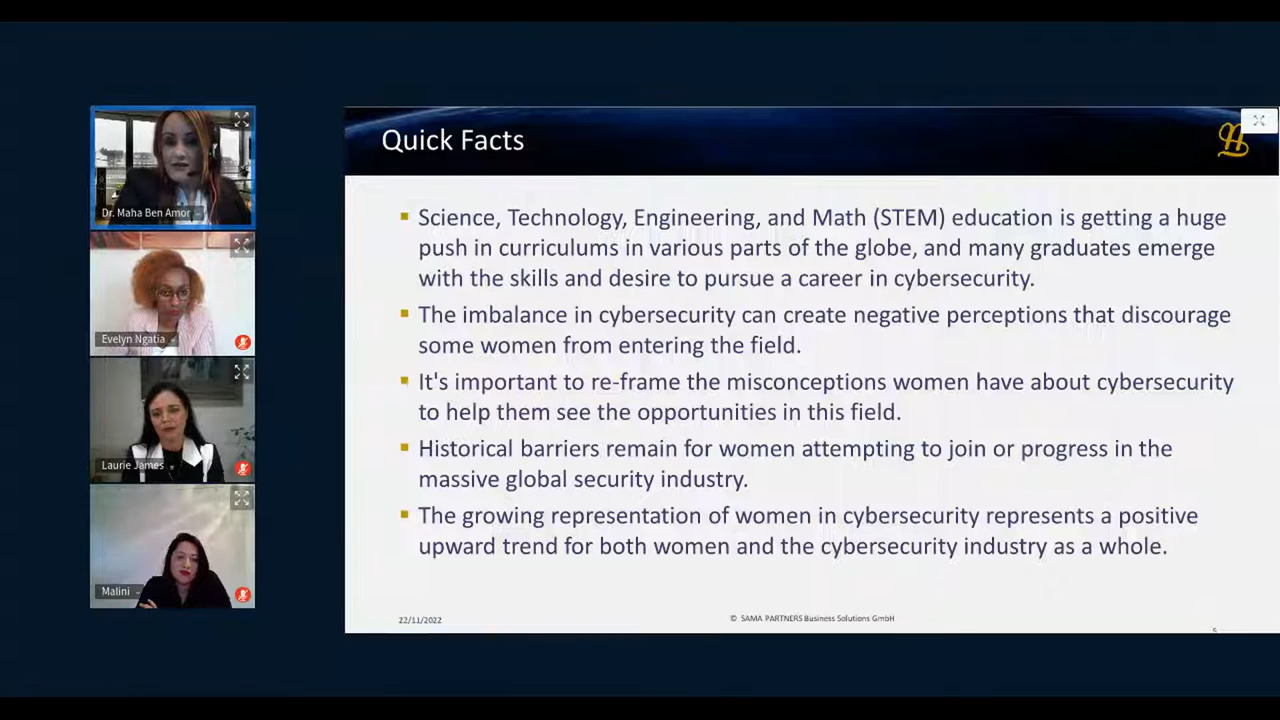 Dr. Maha Ben Amor
Evelyn Ngatia
Laurie James
Malini
Quick Facts
Science, Technology, Engineering, and Math (STEM) education is getting a huge
push in curriculums in various parts of the globe, and many graduates emerge
with the skills and desire to pursue a career in cybersecurity.
The imbalance in cybersecurity can create negative perceptions that discourage
some women from entering the field.
It's important to re-frame the misconceptions women have about cybersecurity
to help them see the opportunities in this field.
Historical barriers remain for women attempting to join or progress in the
massive global security industry.
The growing representation of women in cybersecurity represents a positive
upward trend for both women and the cybersecurity industry as a whole.
22/11/2022
© SAMA PARTNERS Business Solutions GmbH